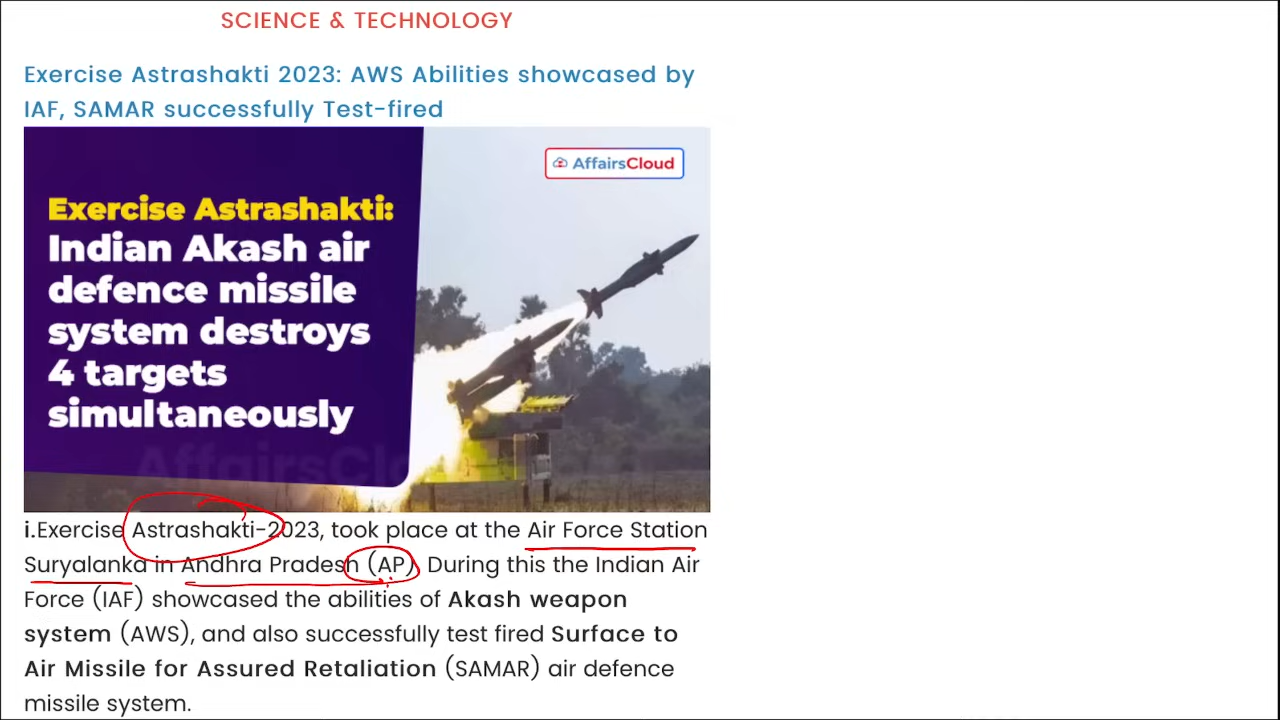 SCIENCE & TECHNOLOGY
Exercise Astrashakti 2023: AWS Abilities showcased by
IAF, SAMAR successfully Test-fired
AffairsCloud
Exercise Astrashakti:
Indian Akash air
defence missile
system destroys
4 targets
simultaneously
i.Exercise Astrashakti-2023, took place at the Air Force Station
Suryalanka in Andhra Pradesh (AP). During this the Indian Air
Force (IAF) showcased the abilities of Akash weapon
system (AWS), and also successfully test fired Surface to
Air Missile for Assured Retaliation (SAMAR) air defence
missile system.